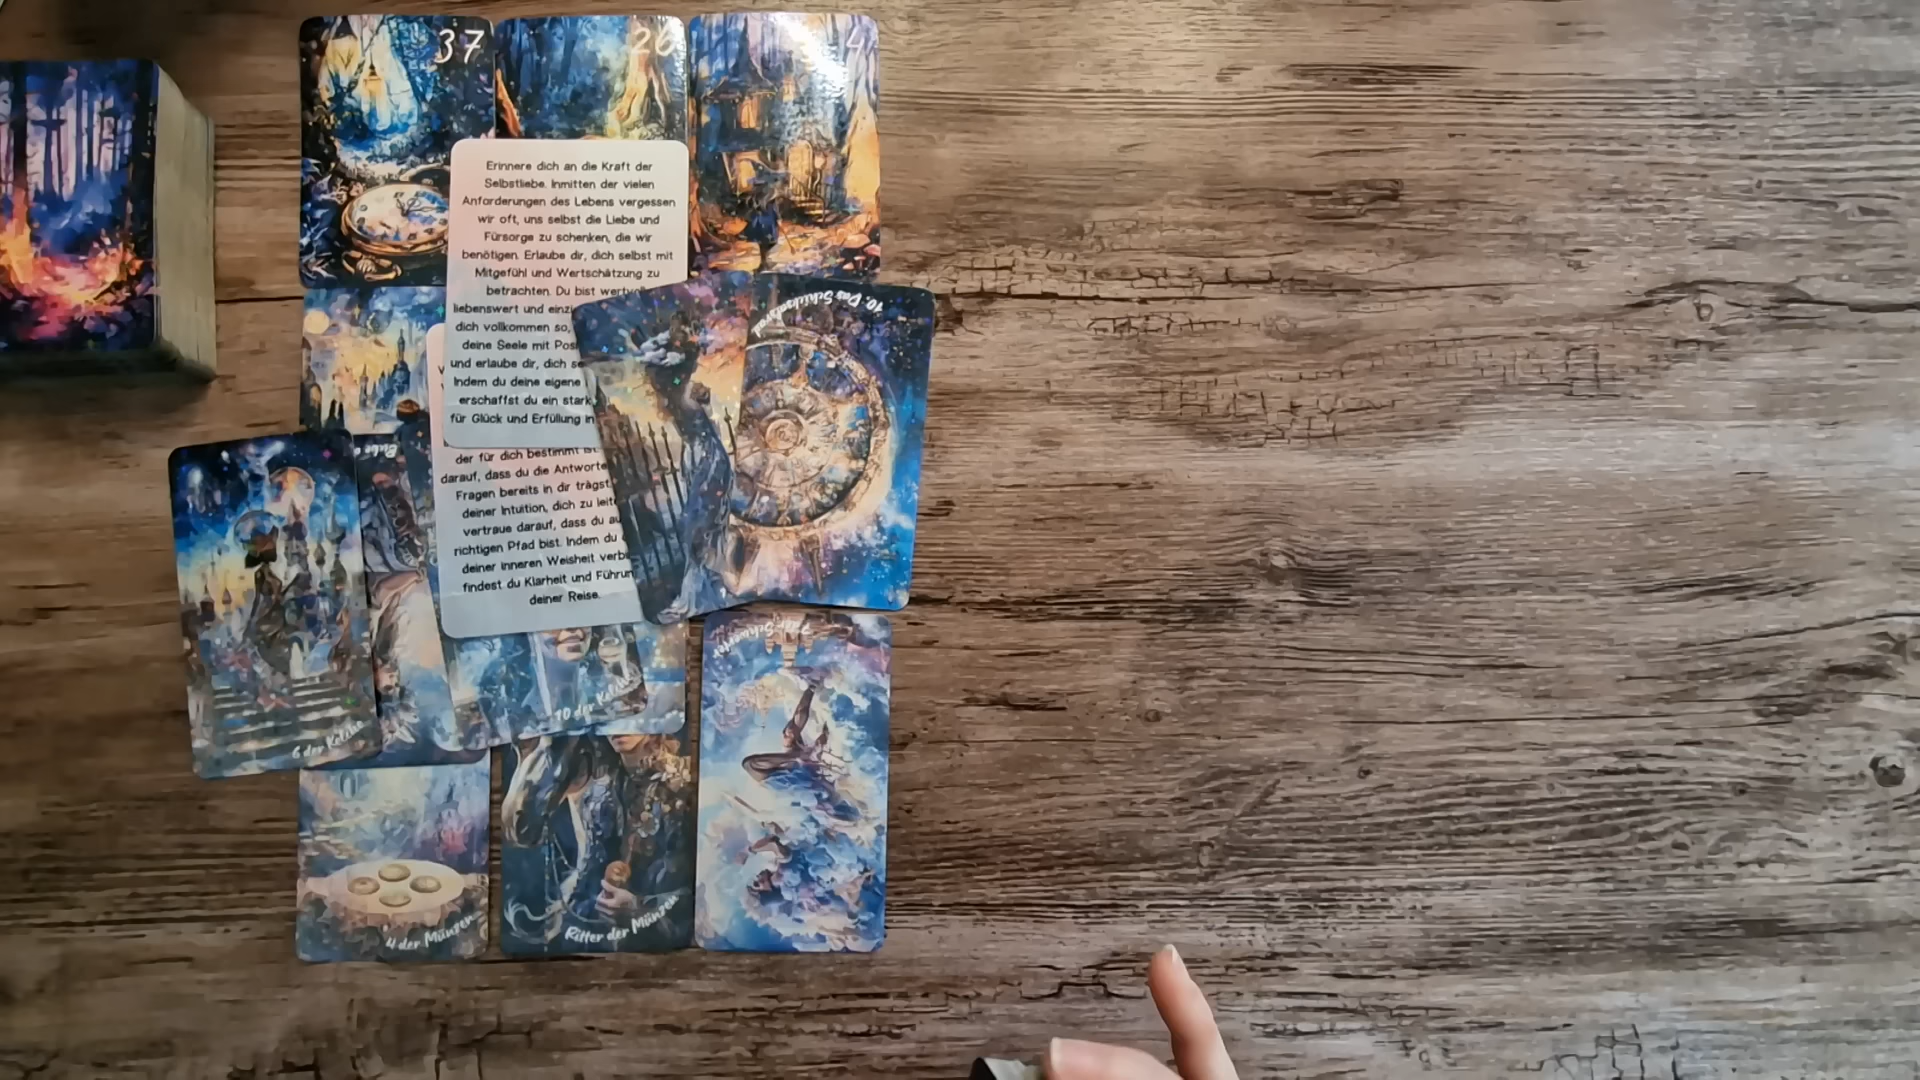 37
26
4
Erinnere dich an die Kraft der
Selbstliebe. Inmitten der vielen
Anforderungen des Lebens vergessen
wir oft, uns selbst die Liebe und
Fürsorge zu schenken, die wir
benötigen. Erlaube dir, dich selbst mit
Mitgefühl und Wertschätzung zu
betrachten. Du bist
liebenswert und
dich vollkommen so,
deine Seele mit
und erlaube dir, dich
Indem du deine eigene
erschaffst du ein
für Glück und Erfüllung in
der für dich bestimmt ist.
darauf, dass du die
Fragen bereits in dir trägst.
deiner Intuition, dich zu
vertraue darauf, dass du
richtigen Pfad bist. Indem du
deiner inneren Weisheit
findest du Klarheit und
deiner Reise.
10. Das Schicksalsrad
6 der Kelche
10 der Kelche
4 der Münzen
Ritter der Münzen